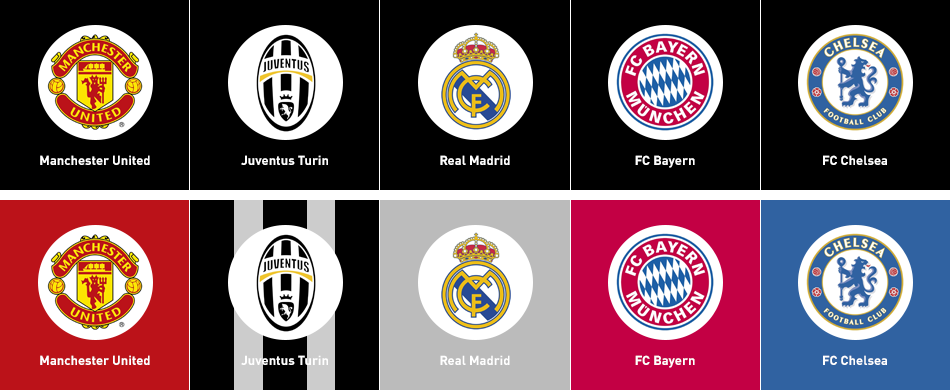 MANCHESTER
UNITED
®
JUVENTUS
FC BAYERN
MÜNCHEN
CHELSEA
FOOTBALL CLUB
Manchester United
Juventus Turin
Real Madrid
FC Bayern
FC Chelsea
MANCHESTER
UNITED
®
JUVENTUS
FC BAYERN
MÜNCHEN
CHELSEA
FOOTBALL CLUB
Manchester United
Juventus Turin
Real Madrid
FC Bayern
FC Chelsea